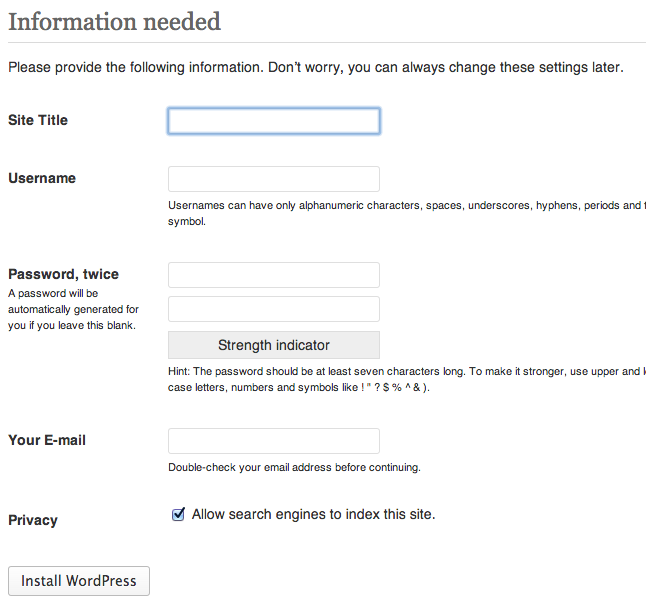 Information needed
Please provide the following information. Don't worry, you can always change these settings later.
Site Title
Username
Usernames can have only alphanumeric characters, spaces, underscores, hyphens, periods and
symbol.
Password, twice
A password will be
automatically generated for
you if you leave this blank.
Strength indicator
Hint: The password should be at least seven characters long. To make it stronger, use upper and
case letters, numbers and symbols like ! " ? $ % ^ & ).
Your E-mail
Double-check your email address before continuing.
Privacy
Allow search engines to index this site.
Install WordPress